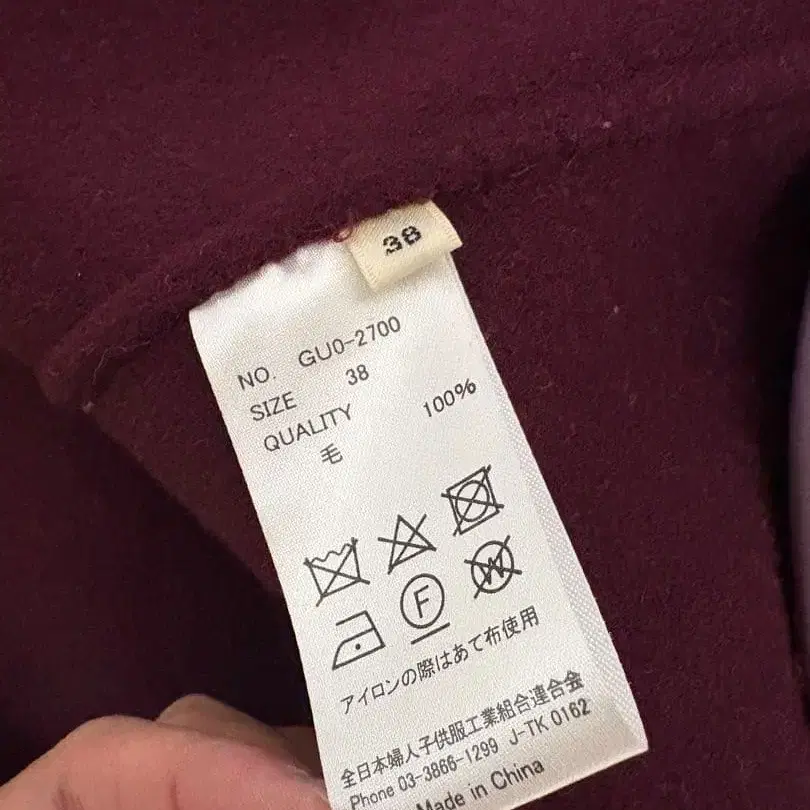 38
NO. GU0-2700
SIZE 38
QUALITY
毛 100%
F
W
アイロンの際はあて布使用
全日本婦人子供服工業組合連合会
Phone 03-3866-1299 J-TK 0162
Made in China